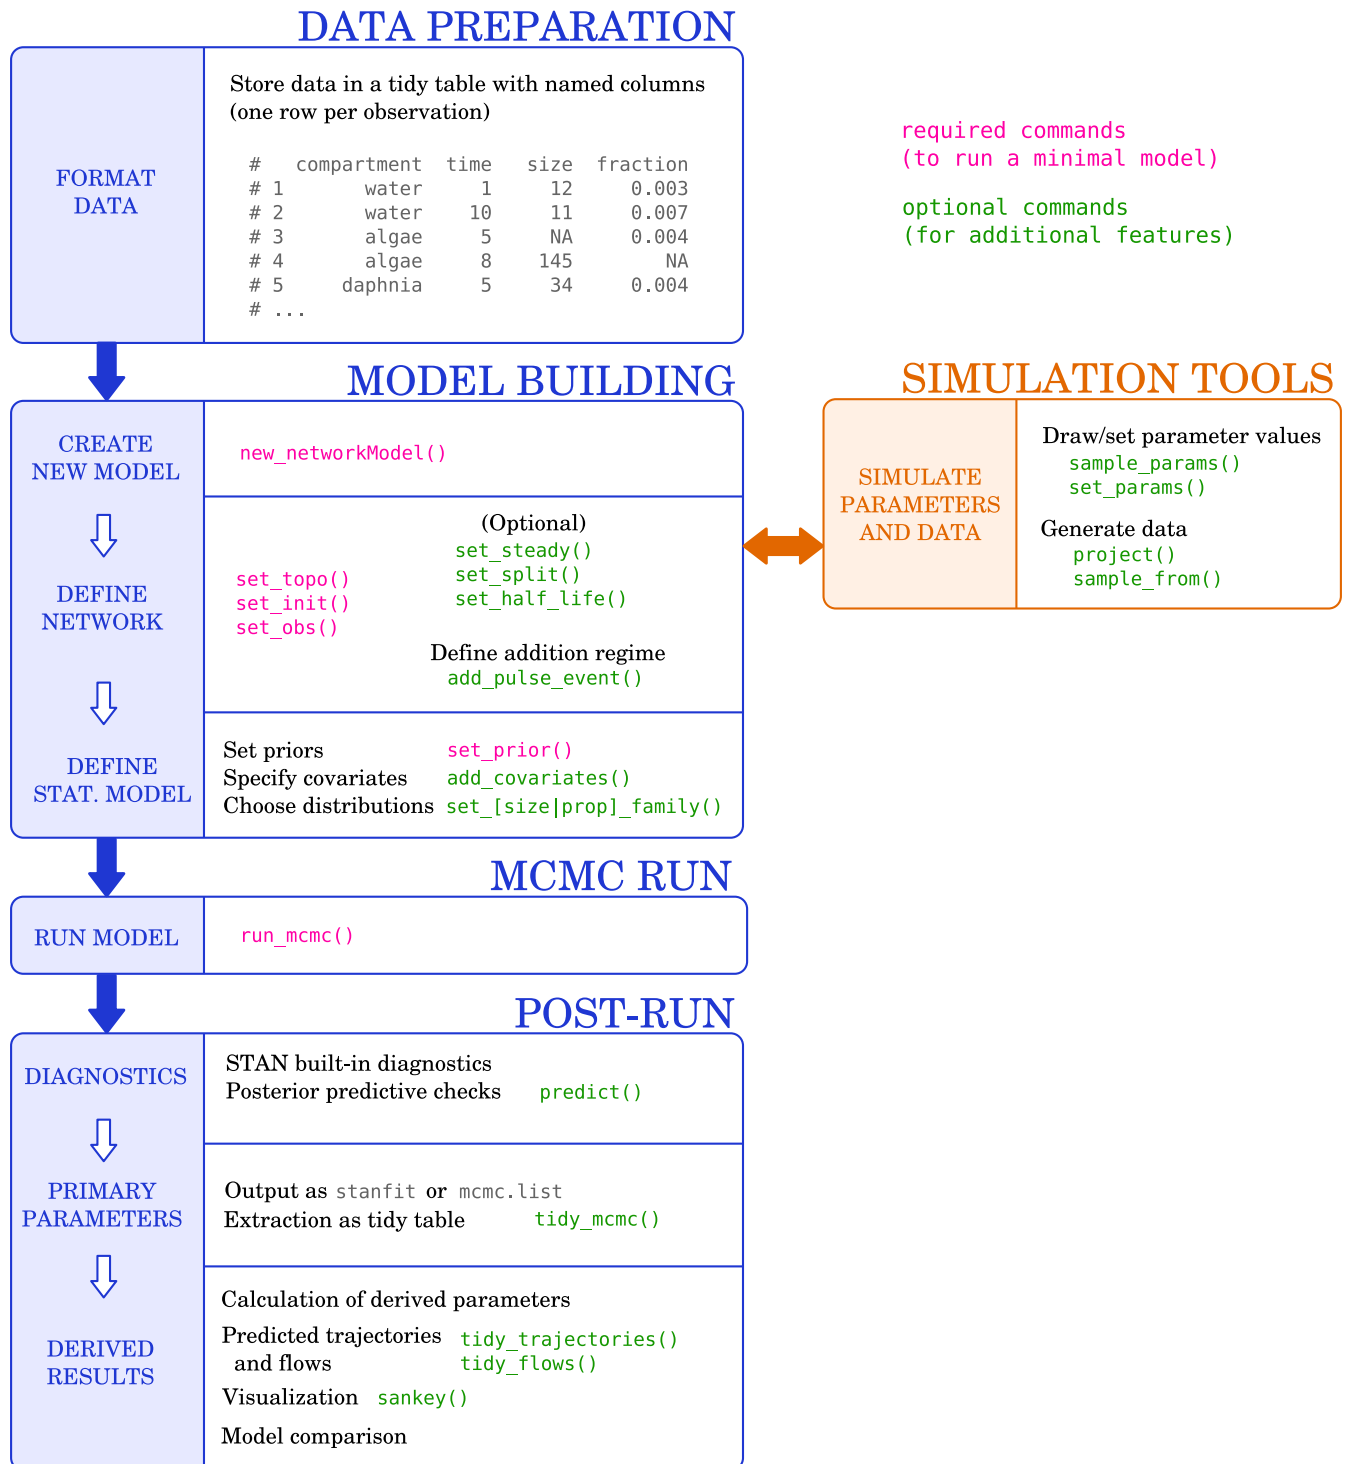 DATA PREPARATION
FORMAT
DATA
Store data in a tidy table with named columns
(one row per observation)
#   compartment  time   size  fraction
# 1       water     1     12     0.003
# 2       water    10     11     0.007
# 3       algae     5     NA     0.004
# 4       algae     8    145        NA
# 5     daphnia     5     34     0.004
# ...
required commands
(to run a minimal model)
optional commands
(for additional features)
MODEL BUILDING
CREATE
NEW MODEL
new_networkModel()
DEFINE
NETWORK
set_topo()
set_init()
set_obs()
(Optional)
set_steady()
set_split()
set_half_life()
Define addition regime
add_pulse_event()
DEFINE
STAT. MODEL
Set priors set_prior()
Specify covariates add_covariates()
Choose distributions set_[size|prop]_family()
SIMULATION TOOLS
SIMULATE
PARAMETERS
AND DATA
Draw/set parameter values
sample_params()
set_params()
Generate data
project()
sample_from()
MCMC RUN
RUN MODEL
run_mcmc()
POST-RUN
DIAGNOSTICS
STAN built-in diagnostics
Posterior predictive checks predict()
PRIMARY
PARAMETERS
Output as stanfit or mcmc.list
Extraction as tidy table tidy_mcmc()
DERIVED
RESULTS
Calculation of derived parameters
Predicted trajectories tidy_trajectories()
and flows tidy_flows()
Visualization sankey()
Model comparison